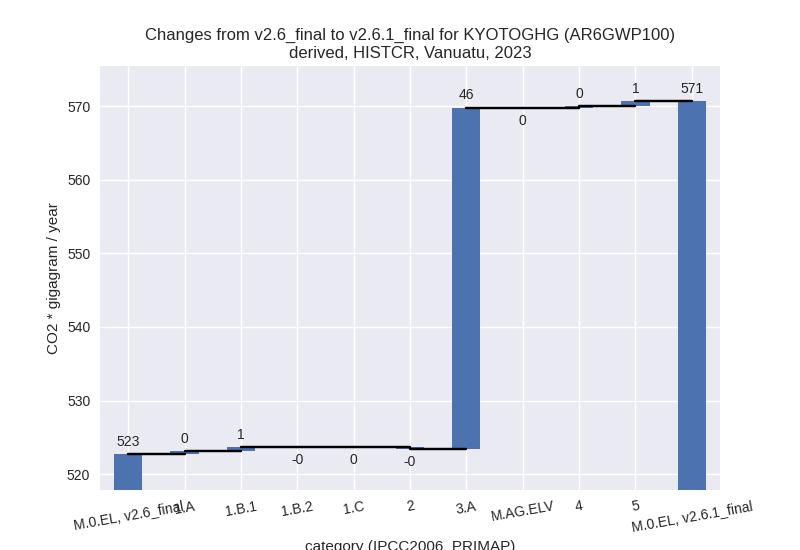 Changes from v2.6_final to v2.6.1_final for KYOTOGHG (AR6GWP100)
derived, HISTCR, Vanuatu, 2023
CO2 * gigagram / year
570
560
550
540
530
520
523
0
1
-0
0
-0
46
0
0
1
571
M.0.EL, v2.6_final
1.A
1.B.1
1.B.2
1.C
2
3.A
M.AG.ELV
4
5
M.0.EL, v2.6.1_final
category (IPCC2006_PRIMAP)